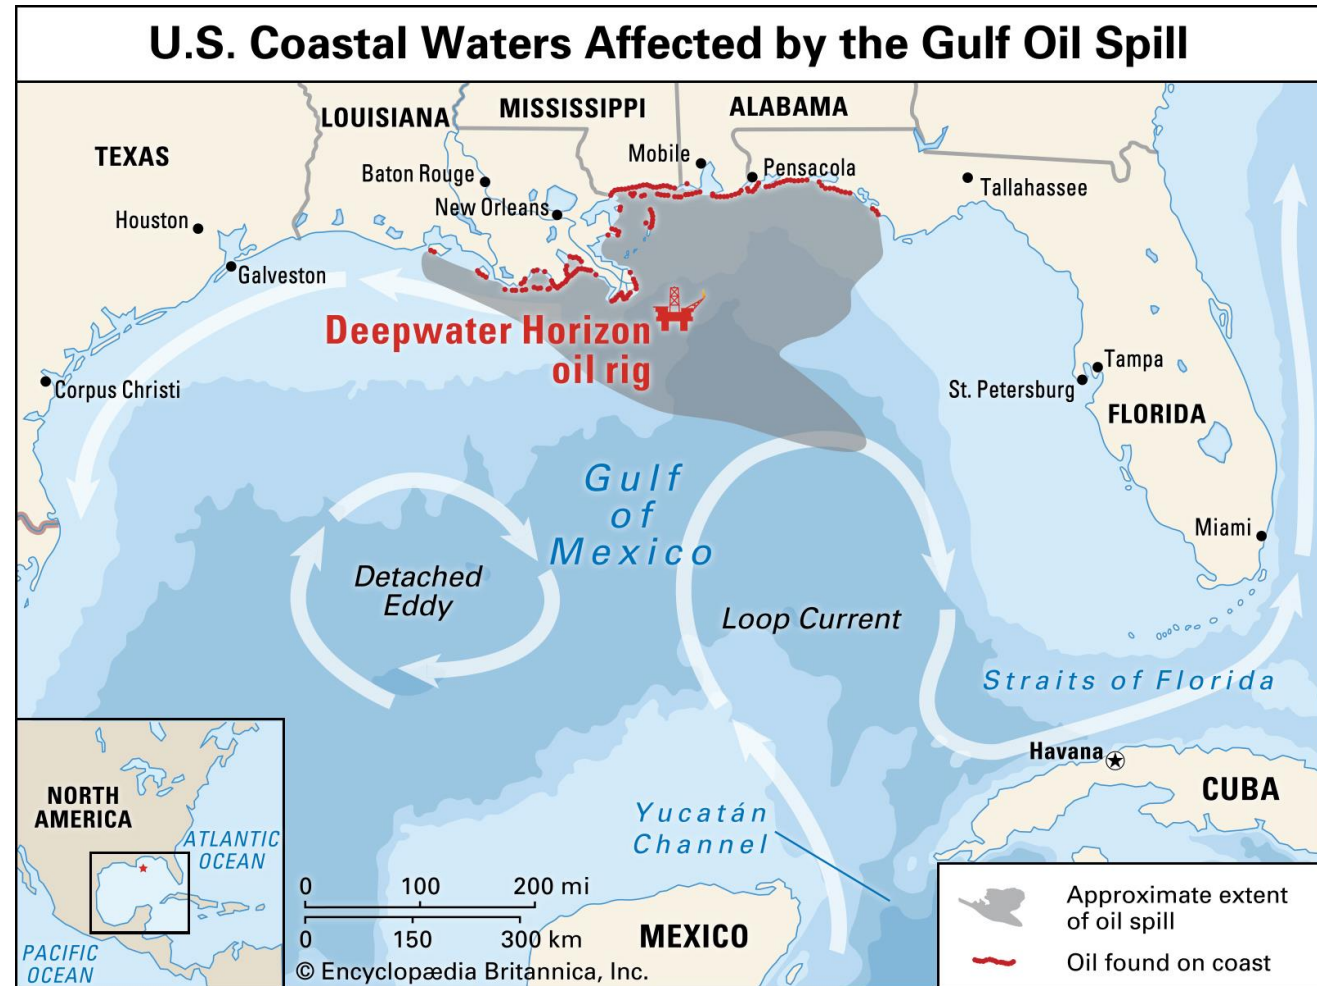 U.S. Coastal Waters Affected by the Gulf Oil Spill
TEXAS
LOUISIANA
MISSISSIPPI
ALABAMA
Baton Rouge
Mobile
Pensacola
Tallahassee
Houston
New Orleans
Galveston
Deepwater Horizon
oil rig
Corpus Christi
Tampa
St. Petersburg
FLORIDA
Gulf
of
Mexico
Miami
Detached
Eddy
Loop Current
Straits of Florida
Havana
CUBA
Yucatán
Channel
MEXICO
NORTH
AMERICA
ATLANTIC
OCEAN
PACIFIC
OCEAN
0 100 200 mi
0 150 300 km
© Encyclopædia Britannica, Inc.
Approximate extent
of oil spill
Oil found on coast